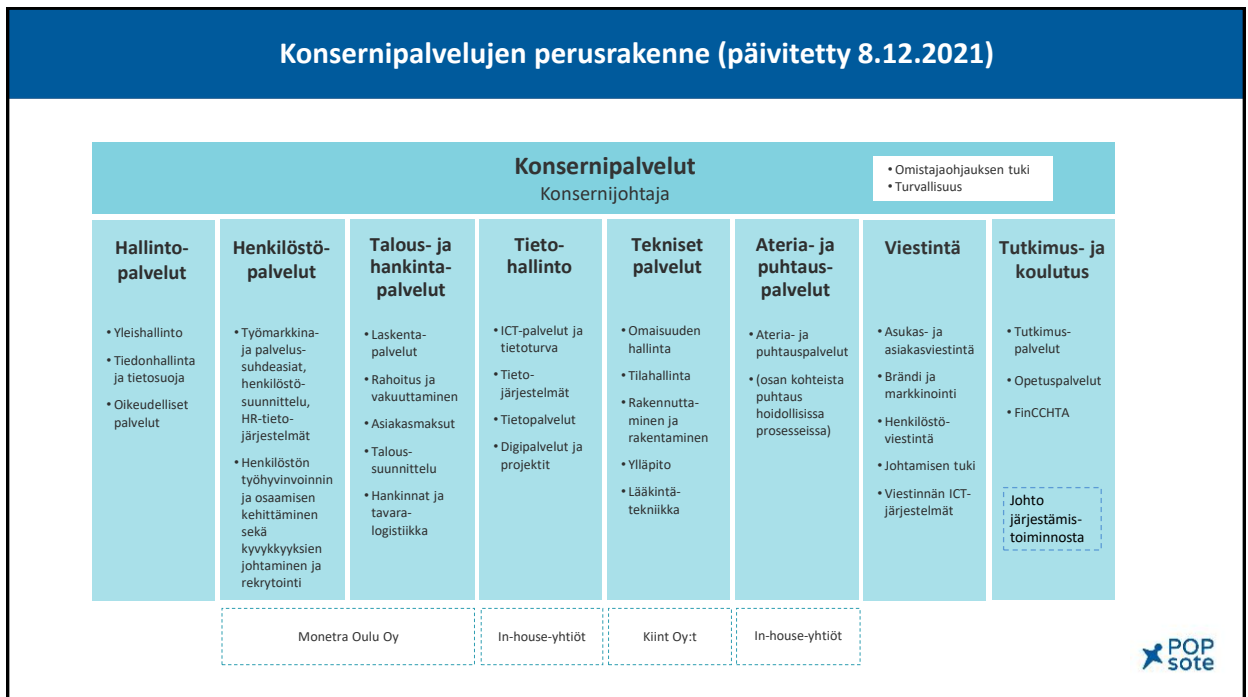 Konsernipalvelujen perusrakenne (päivitetty 8.12.2021)
Konsernipalvelut
Konsernijohtaja
• Omistajaohjauksen tuki
• Turvallisuus
Hallinto-
palvelut
• Yleishallinto
• Tiedonhallinta
ja tietosuoja
• Oikeudelliset
palvelut
Henkilöstö-
palvelut
• Työmarkkina-
ja palvelus-
suhdeasiat,
henkilöstö-
suunnittelu,
HR-tieto-
järjestelmät
• Henkilöstön
työhyvinvoinnin
ja osaamisen
kehittäminen
sekä
kyvykkyyksien
johtaminen ja
rekrytointi
Talous- ja
hankinta-
palvelut
• Laskenta-
palvelut
• Rahoitus ja
vakuuttaminen
• Asiakasmaksut
• Talous-
suunnittelu
• Hankinnat ja
tavara-
logistiikka
Tieto-
hallinto
• ICT-palvelut ja
tietoturva
• Tieto-
järjestelmät
• Tietopalvelut
• Digipalvelut ja
projektit
Tekniset
palvelut
• Omaisuuden
hallinta
• Tilahallinta
• Rakennutta-
minen ja
rakentaminen
• Ylläpito
• Lääkintä-
tekniikka
Ateria- ja
puhtaus-
palvelut
• Ateria- ja
puhtauspalvelut
• (osan kohteista
puhtaus
hoidollisissa
prosesseissa)
Viestintä
• Asukas- ja
asiakasviestintä
• Brändi ja
markkinointi
• Henkilöstö-
viestintä
• Johtamisen tuki
• Viestinnän ICT-
järjestelmät
Tutkimus- ja
koulutus
• Tutkimus-
palvelut
• Opetuspalvelut
• FinCCHTA
Johto
järjestämis-
toiminnosta
Monetra Oulu Oy
In-house-yhtiöt
Kiint Oy:t
In-house-yhtiöt
POP
sote